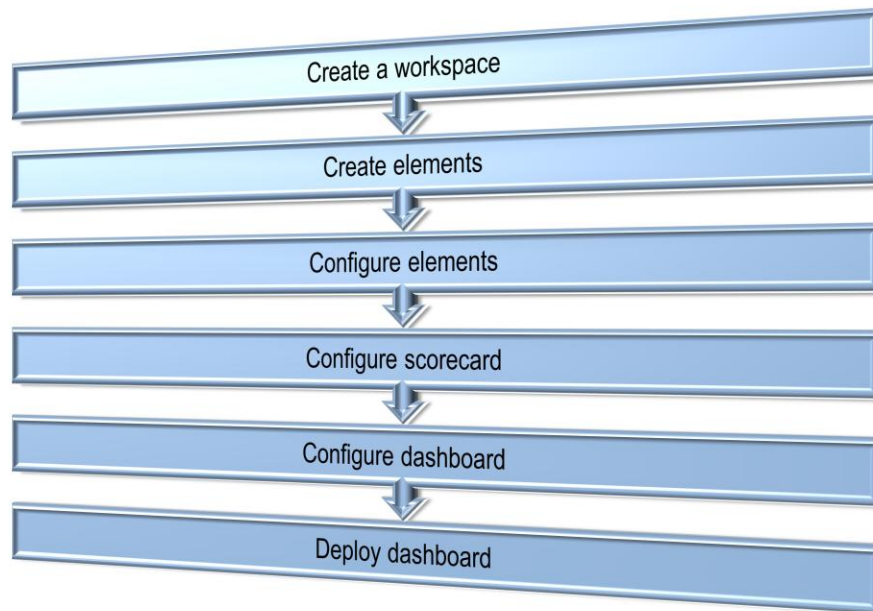 Create a workspace
Create elements
Configure elements
Configure scorecard
Configure dashboard
Deploy dashboard